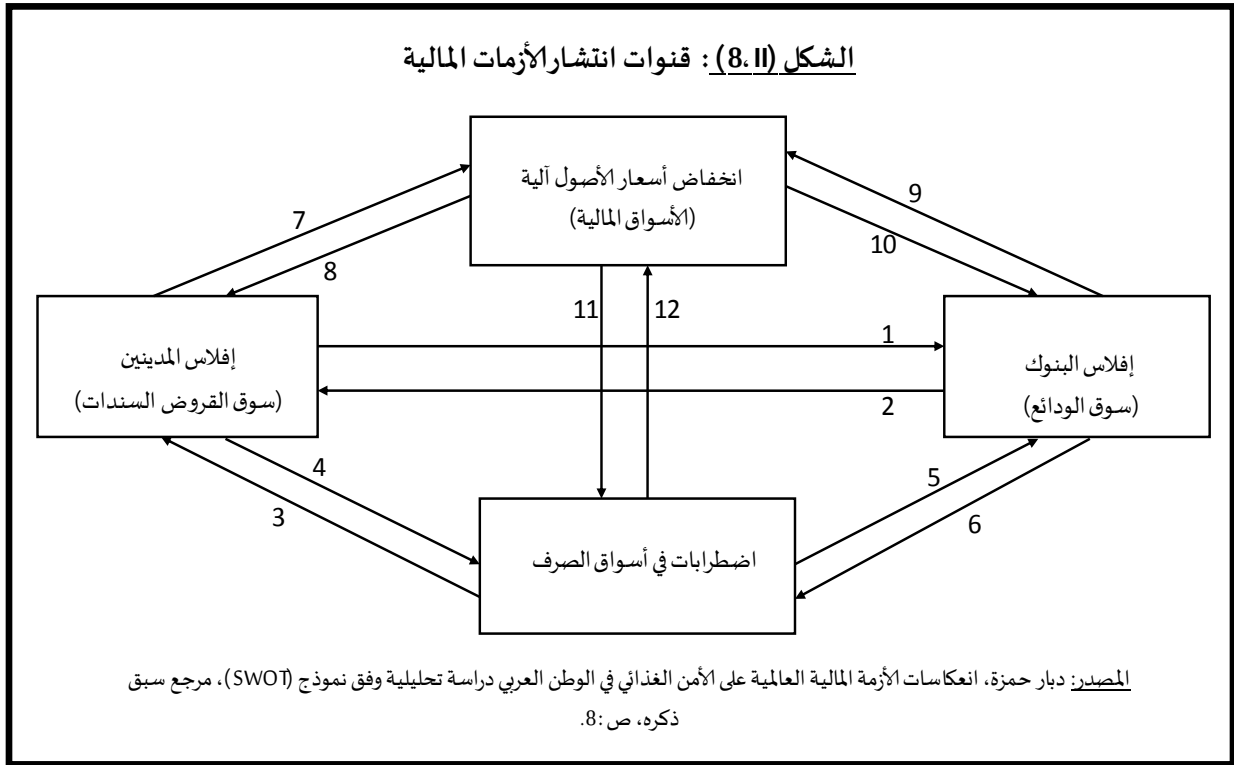 الشكل (8،II): قنوات انتشار الأزمات المالية
انخفاض أسعار الأصول آلية
(الأسواق المالية)
7
8
9
10
11
12
إفلاس المدينين
(سوق القروض السندات)
1
2
إفلاس البنوك
(سوق الودائع)
4
3
5
6
اضطرابات في أسواق الصرف
المصدر: دبار حمزة، انعكاسات الأزمة المالية العالمية على الأمن الغذائي في الوطن العربي دراسة تحليلية وفق نموذج (SWOT)، مرجع سبق
ذكره، ص:8.